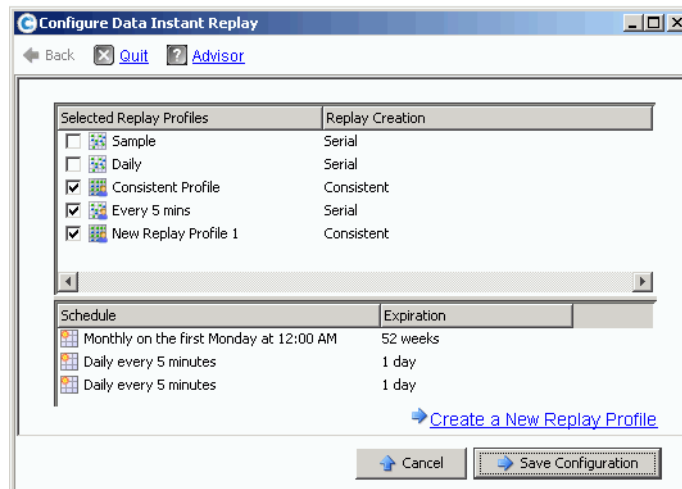 Configure Data Instant Replay
Back Quit ? Advisor
Selected Replay Profiles Replay Creation
Sample Serial
Daily Serial
Consistent Profile Consistent
Every 5 mins Serial
New Replay Profile 1 Consistent
Schedule Expiration
Monthly on the first Monday at 12:00 AM 52 weeks
Daily every 5 minutes 1 day
Daily every 5 minutes 1 day
Create a New Replay Profile
Cancel Save Configuration